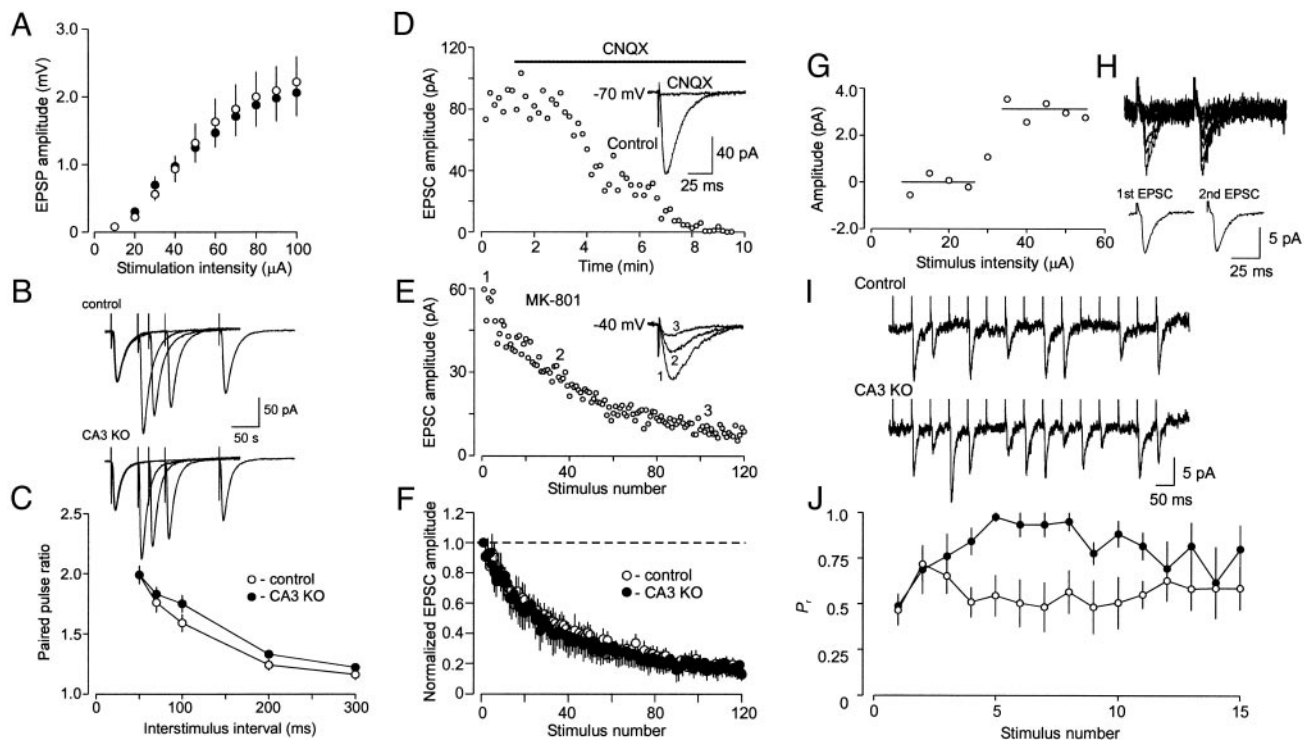 A
3.0
2.0
1.0
0
EPSP amplitude (mV)
0 20 40 60 80 100
Stimulation intensity (µA)
B
control
50 pA
50 s
CA3 KO
C
2.5
2.0
1.5
1.0
Paired pulse ratio
- control
- CA3 KO
0 100 200 300
Interstimulus interval (ms)
D
CNQX
120
80
40
0
EPSC amplitude (pA)
-70 mV
CNQX
Control
40 pA
25 ms
0 2 4 6 8 10
Time (min)
E
MK-801
60
30
0
EPSC amplitude (pA)
1
2
3
-40 mV
3
2
1
0 40 80 120
Stimulus number
F
1.2
1.0
0.8
0.6
0.4
0.2
0
Normalized EPSC amplitude
- control
- CA3 KO
0 40 80 120
Stimulus number
G
4.0
2.0
0
-2.0
Amplitude (pA)
0 20 40 60
Stimulus intensity (µA)
H
1st EPSC
2nd EPSC
5 pA
25 ms
I
Control
CA3 KO
5 pA
50 ms
J
1.0
0.75
0.5
0.25
0
Pr
0 5 10 15
Stimulus number